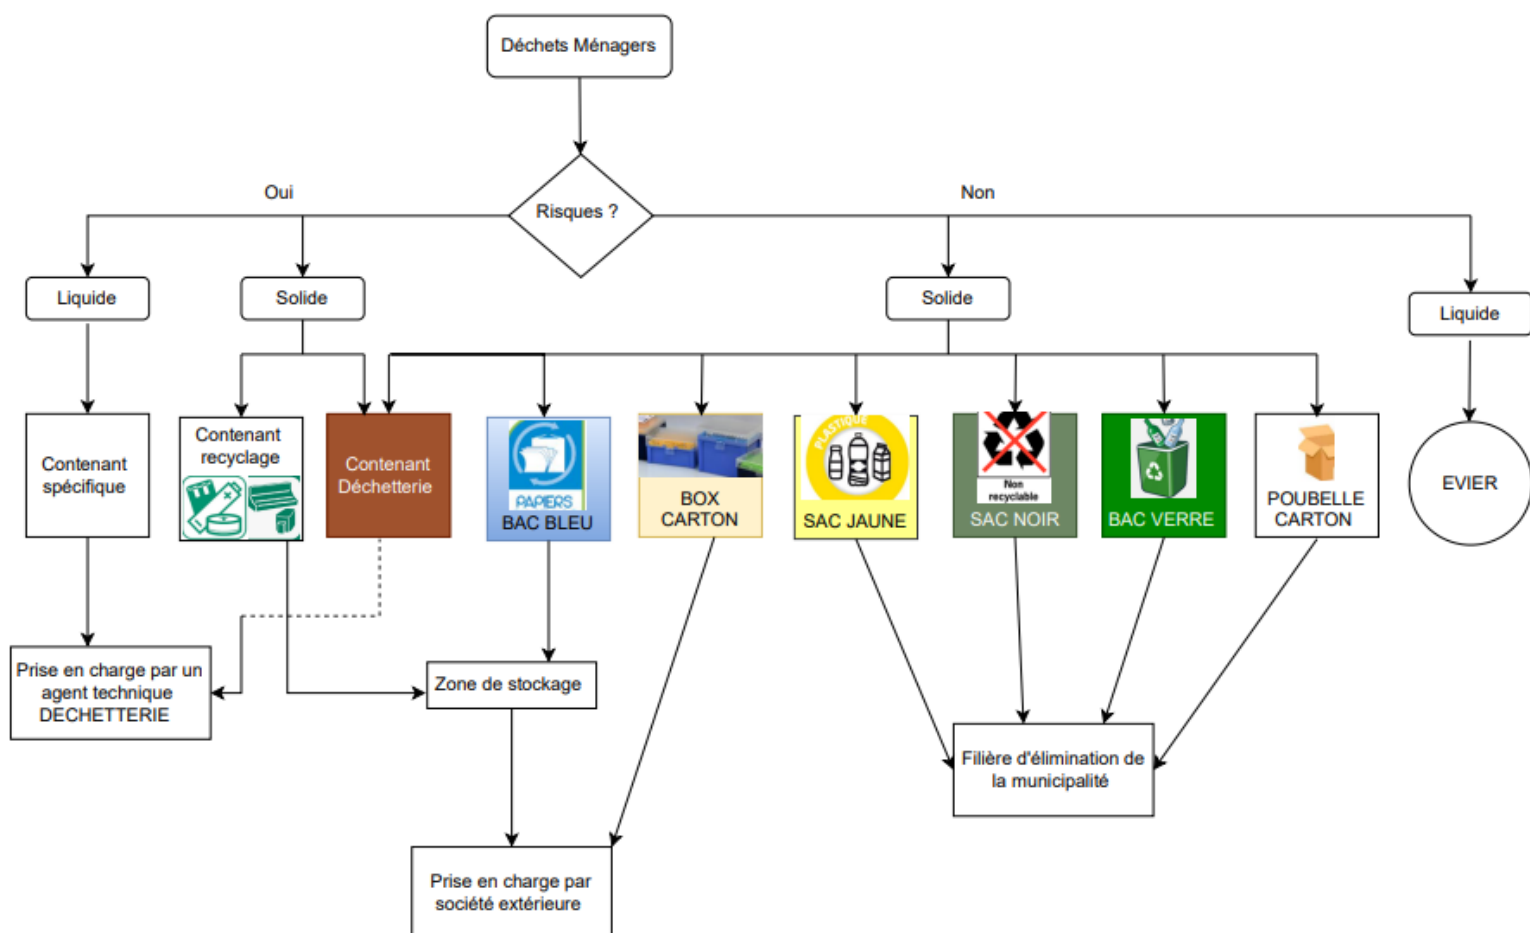 Déchets Ménagers
Oui
Non
Risques ?
Liquide
Solide
Solide
Liquide
Contenant
spécifique
Contenant
recyclage
Contenant
Déchetterie
PAPIERS
BAC BLEU
BOX
CARTON
PLASTIQUE
SAC JAUNE
Non
recyclable
SAC NOIR
BAC VERRE
POUBELLE
CARTON
EVIER
Prise en charge par un
agent technique
DECHETTERIE
Zone de stockage
Filière d'élimination de
la municipalité
Prise en charge par
société extérieure